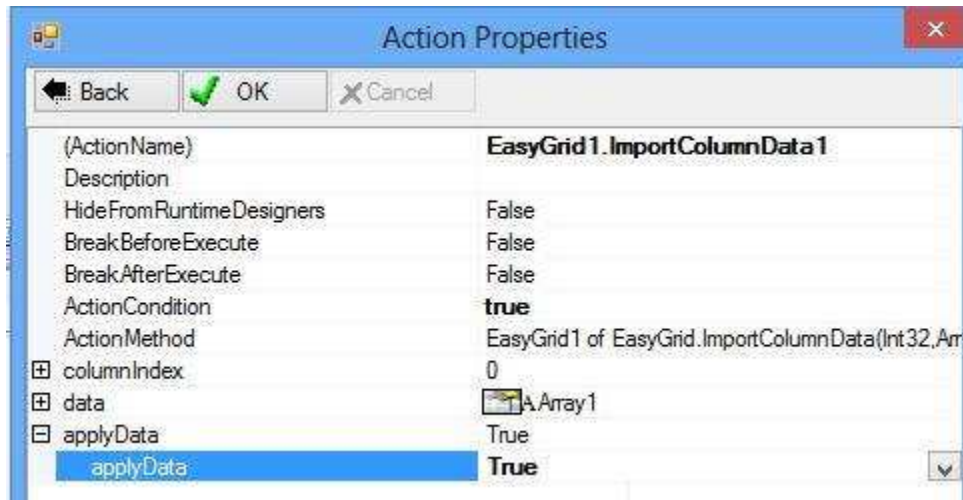 Action Properties
Back OK Cancel
(ActionName) EasyGrid1.ImportColumnData1
Description
HideFromRuntimeDesigners False
BreakBeforeExecute False
BreakAfterExecute False
ActionCondition true
ActionMethod EasyGrid1 of EasyGrid.ImportColumnData(Int32,Arr
columnIndex 0
data Array1
applyData True
applyData True